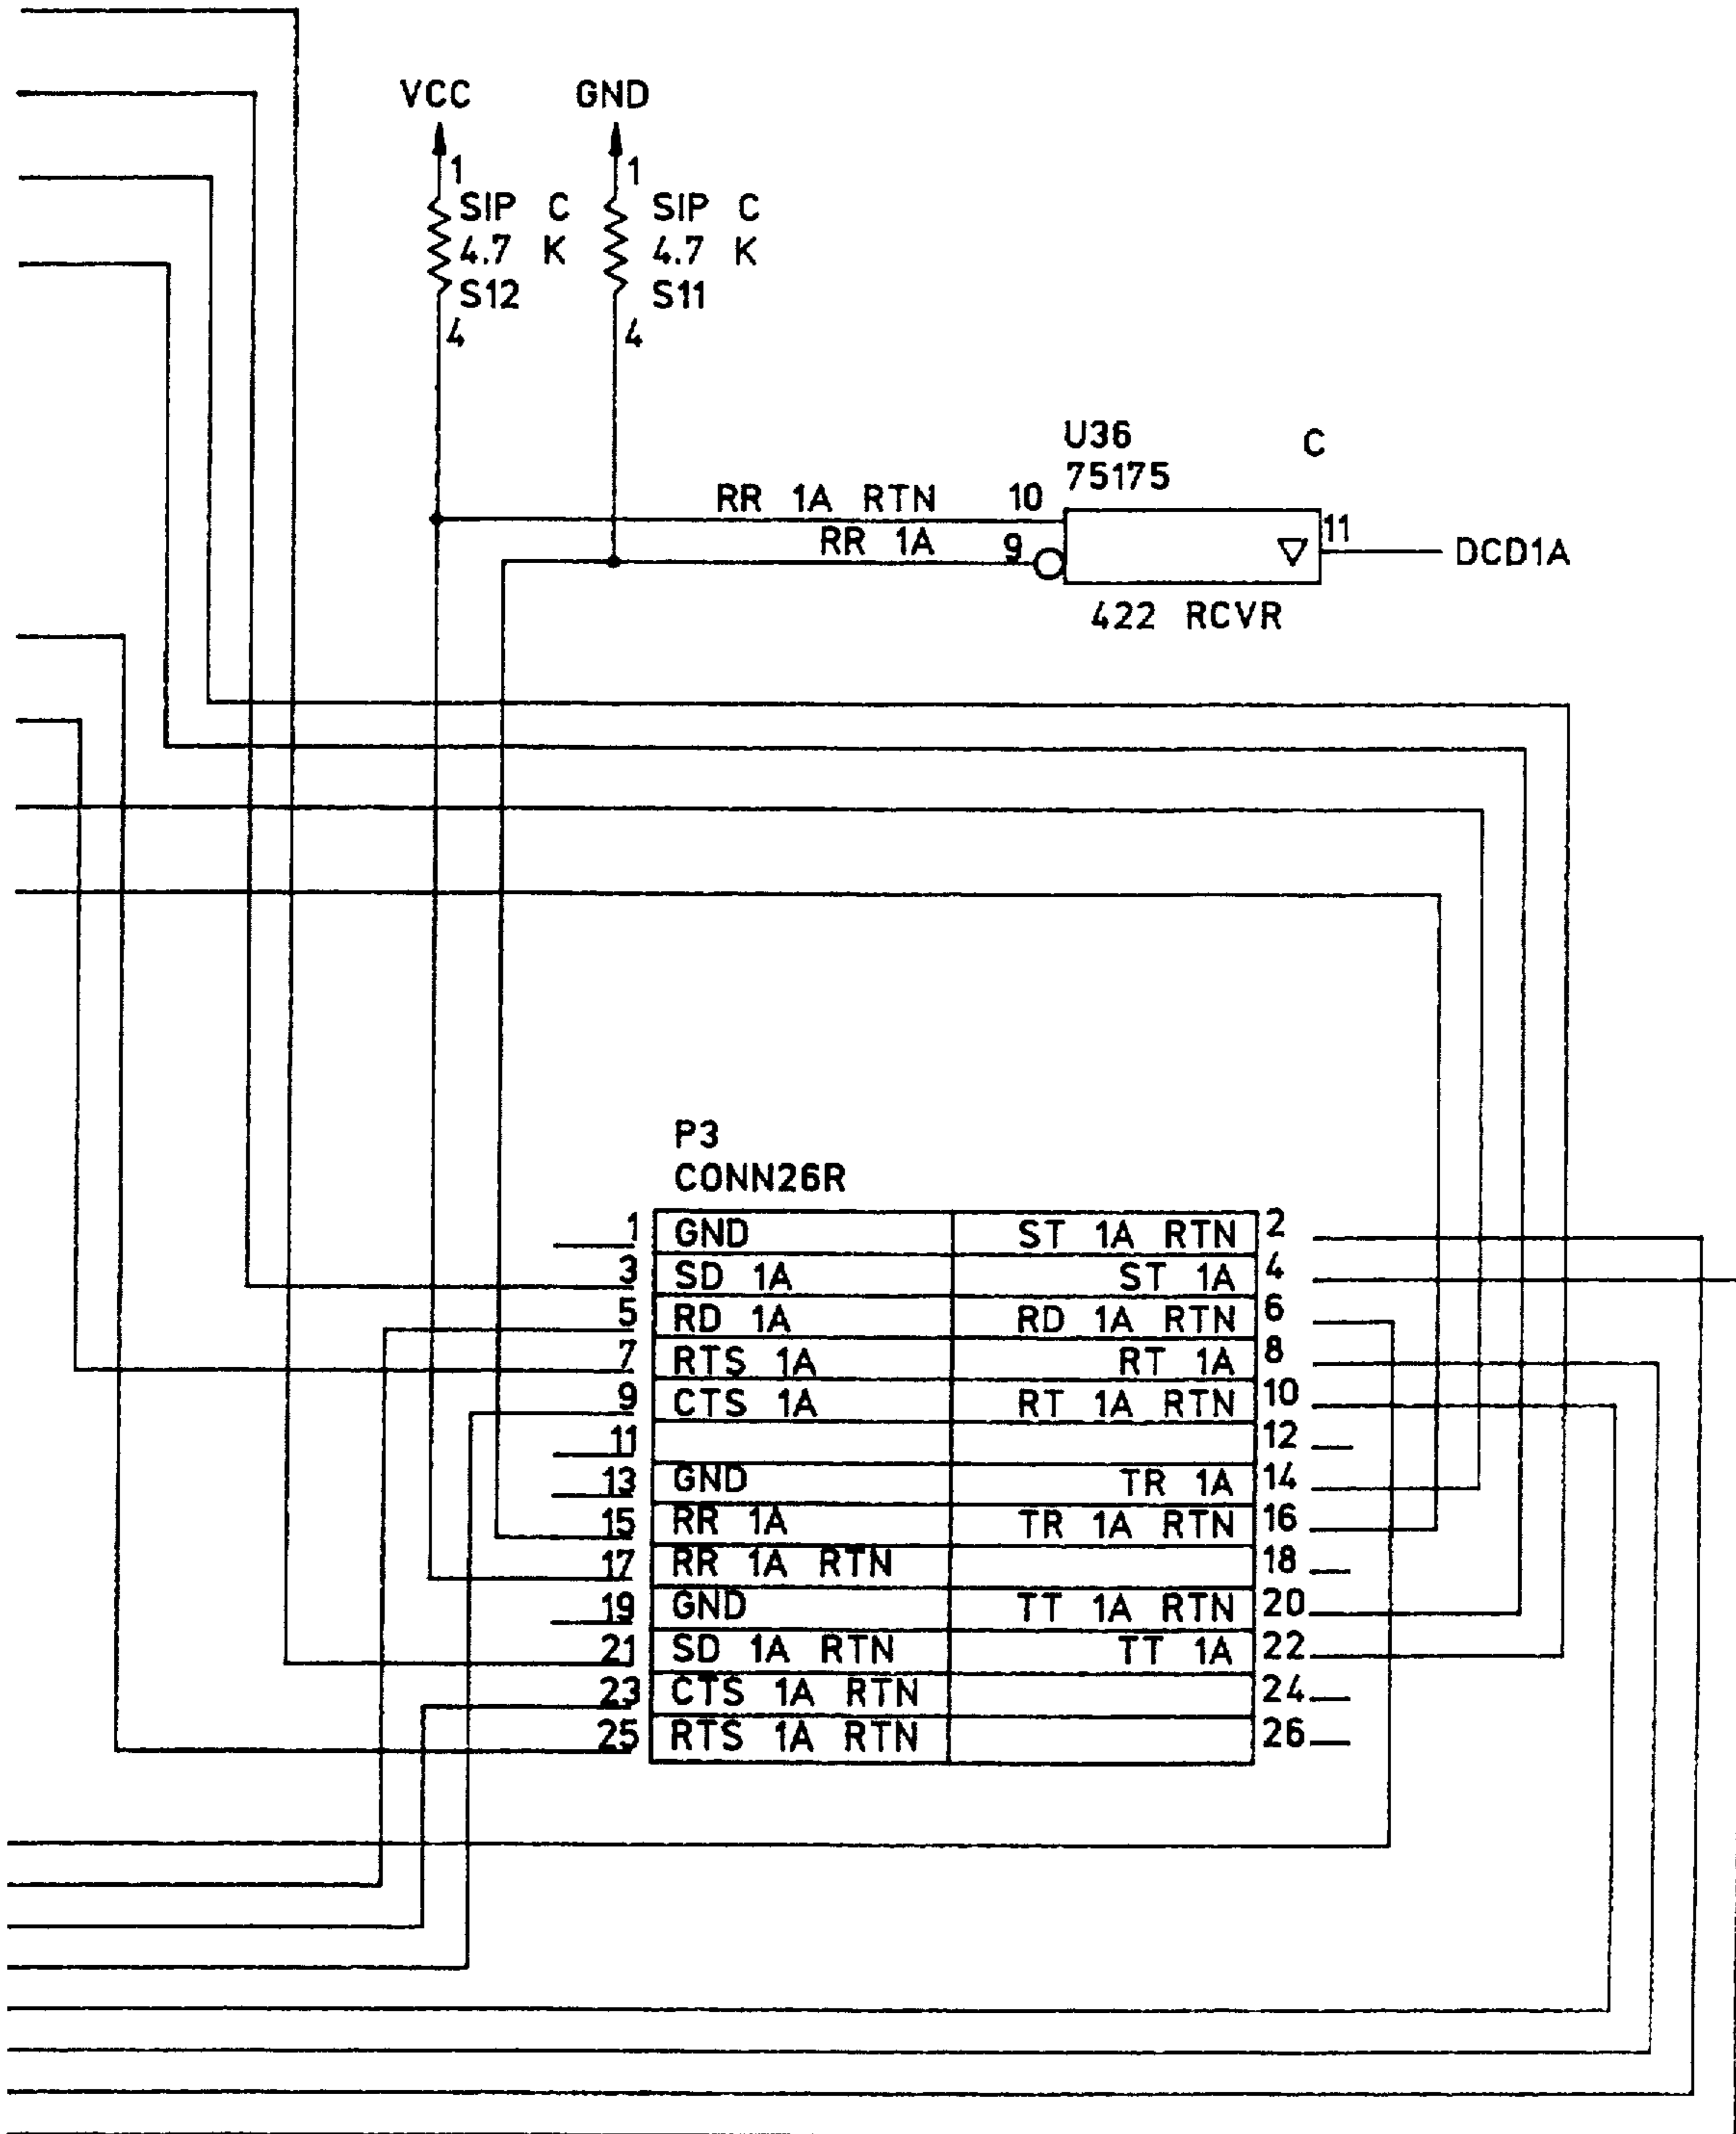 VCC GND
1 1
SIP C SIP C
4.7 K 4.7 K
S12 S11
4 4
U36 C
75175
RR 1A RTN 10
RR 1A 9
11
DCD1A
422 RCVR
P3
CONN26R
1 GND ST 1A RTN 2
3 SD 1A ST 1A 4
5 RD 1A RD 1A RTN 6
7 RTS 1A RT 1A 8
9 CTS 1A RT 1A RTN 10
11 12
13 GND TR 1A 14
15 RR 1A TR 1A RTN 16
17 RR 1A RTN 18
19 GND TT 1A RTN 20
21 SD 1A RTN TT 1A 22
23 CTS 1A RTN 24
25 RTS 1A RTN 26